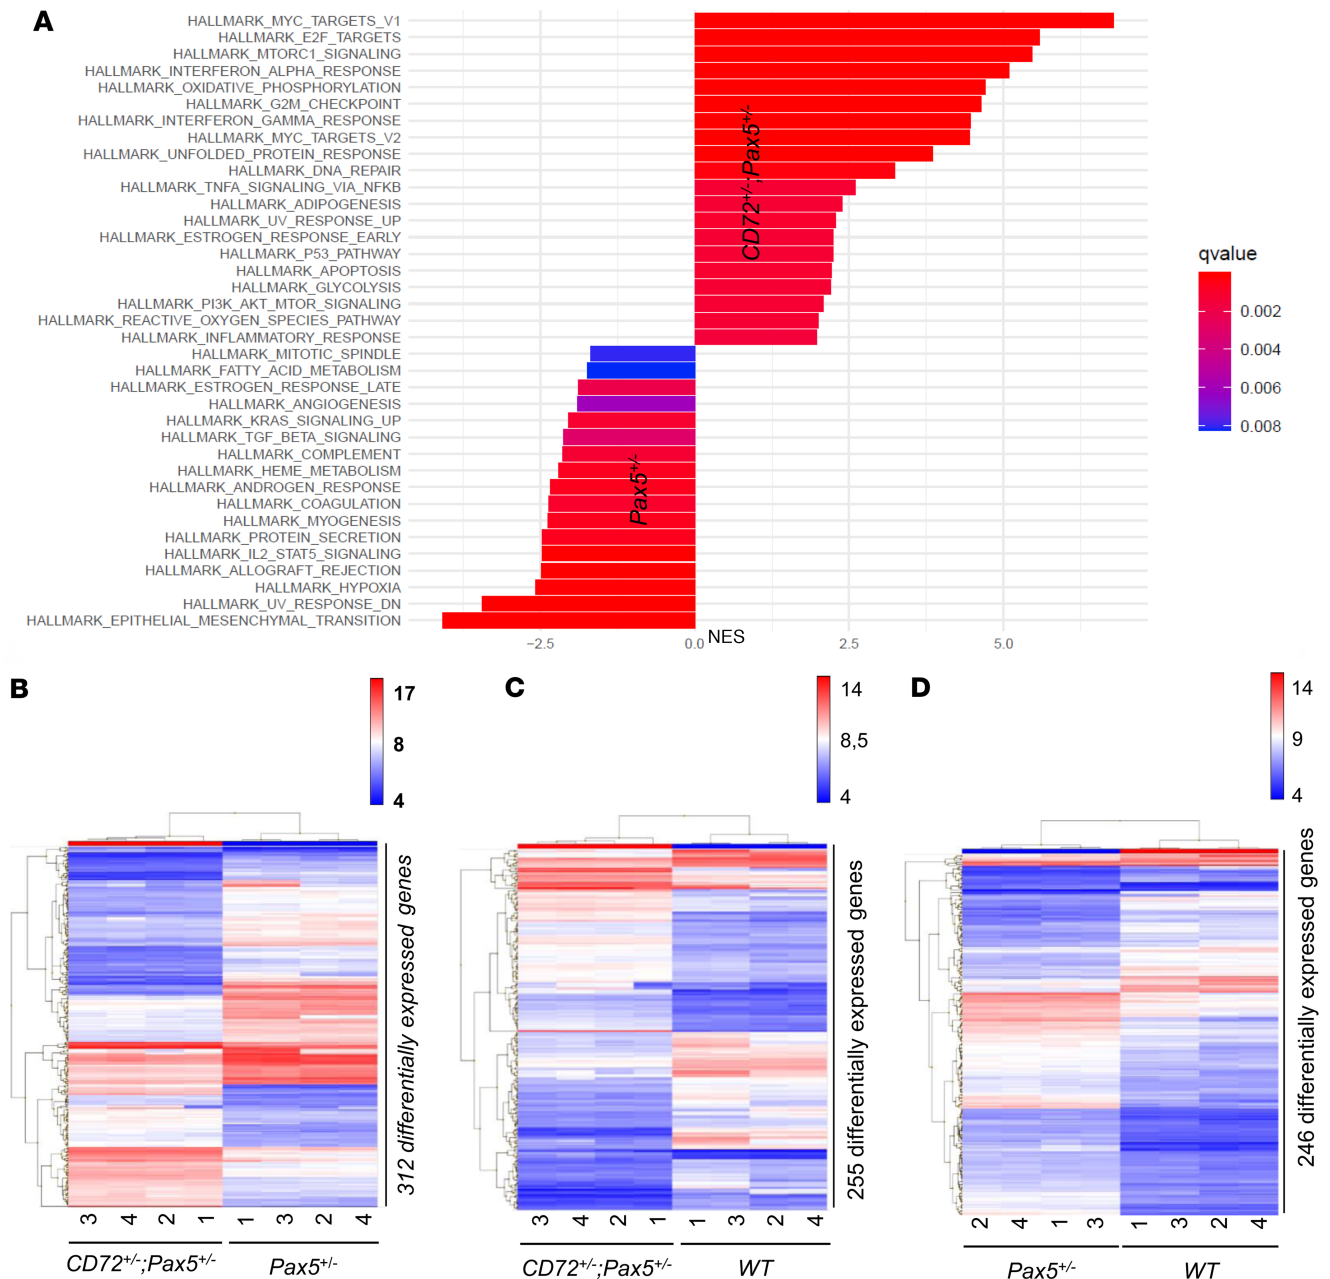 A
HALLMARK_MYC_TARGETS_V1
HALLMARK_E2F_TARGETS
HALLMARK_MTORC1_SIGNALING
HALLMARK_INTERFERON_ALPHA_RESPONSE
HALLMARK_OXIDATIVE_PHOSPHORYLATION
HALLMARK_G2M_CHECKPOINT
HALLMARK_INTERFERON_GAMMA_RESPONSE
HALLMARK_MYC_TARGETS_V2
HALLMARK_UNFOLDED_PROTEIN_RESPONSE
HALLMARK_DNA_REPAIR
HALLMARK_TNFA_SIGNALING_VIA_NFKB
HALLMARK_ADIPOGENESIS
HALLMARK_UV_RESPONSE_UP
HALLMARK_ESTROGEN_RESPONSE_EARLY
HALLMARK_P53_PATHWAY
HALLMARK_APOPTOSIS
HALLMARK_GLYCOLYSIS
HALLMARK_PI3K_AKT_MTOR_SIGNALING
HALLMARK_REACTIVE_OXYGEN_SPECIES_PATHWAY
HALLMARK_INFLAMMATORY_RESPONSE
HALLMARK_MITOTIC_SPINDLE
HALLMARK_FATTY_ACID_METABOLISM
HALLMARK_ESTROGEN_RESPONSE_LATE
HALLMARK_ANGIOGENESIS
HALLMARK_KRAS_SIGNALING_UP
HALLMARK_TGF_BETA_SIGNALING
HALLMARK_COMPLEMENT
HALLMARK_HEME_METABOLISM
HALLMARK_ANDROGEN_RESPONSE
HALLMARK_COAGULATION
HALLMARK_MYOGENESIS
HALLMARK_PROTEIN_SECRETION
HALLMARK_IL2_STAT5_SIGNALING
HALLMARK_ALLOGRAFT_REJECTION
HALLMARK_HYPOXIA
HALLMARK_UV_RESPONSE_DN
HALLMARK_EPITHELIAL_MESENCHYMAL_TRANSITION
CD72+/-;Pax5+/-
Pax5+/-
−2.5 0.0 2.5 5.0
NES
qvalue
0.002
0.004
0.006
0.008
B
17
8
4
312 differentially expressed genes
3 4 2 1 1 3 2 4
CD72+/-;Pax5+/- Pax5+/-
C
14
8,5
4
255 differentially expressed genes
3 4 2 1 1 3 2 4
CD72+/-;Pax5+/- WT
D
14
9
4
246 differentially expressed genes
2 4 1 3 1 3 2 4
Pax5+/- WT